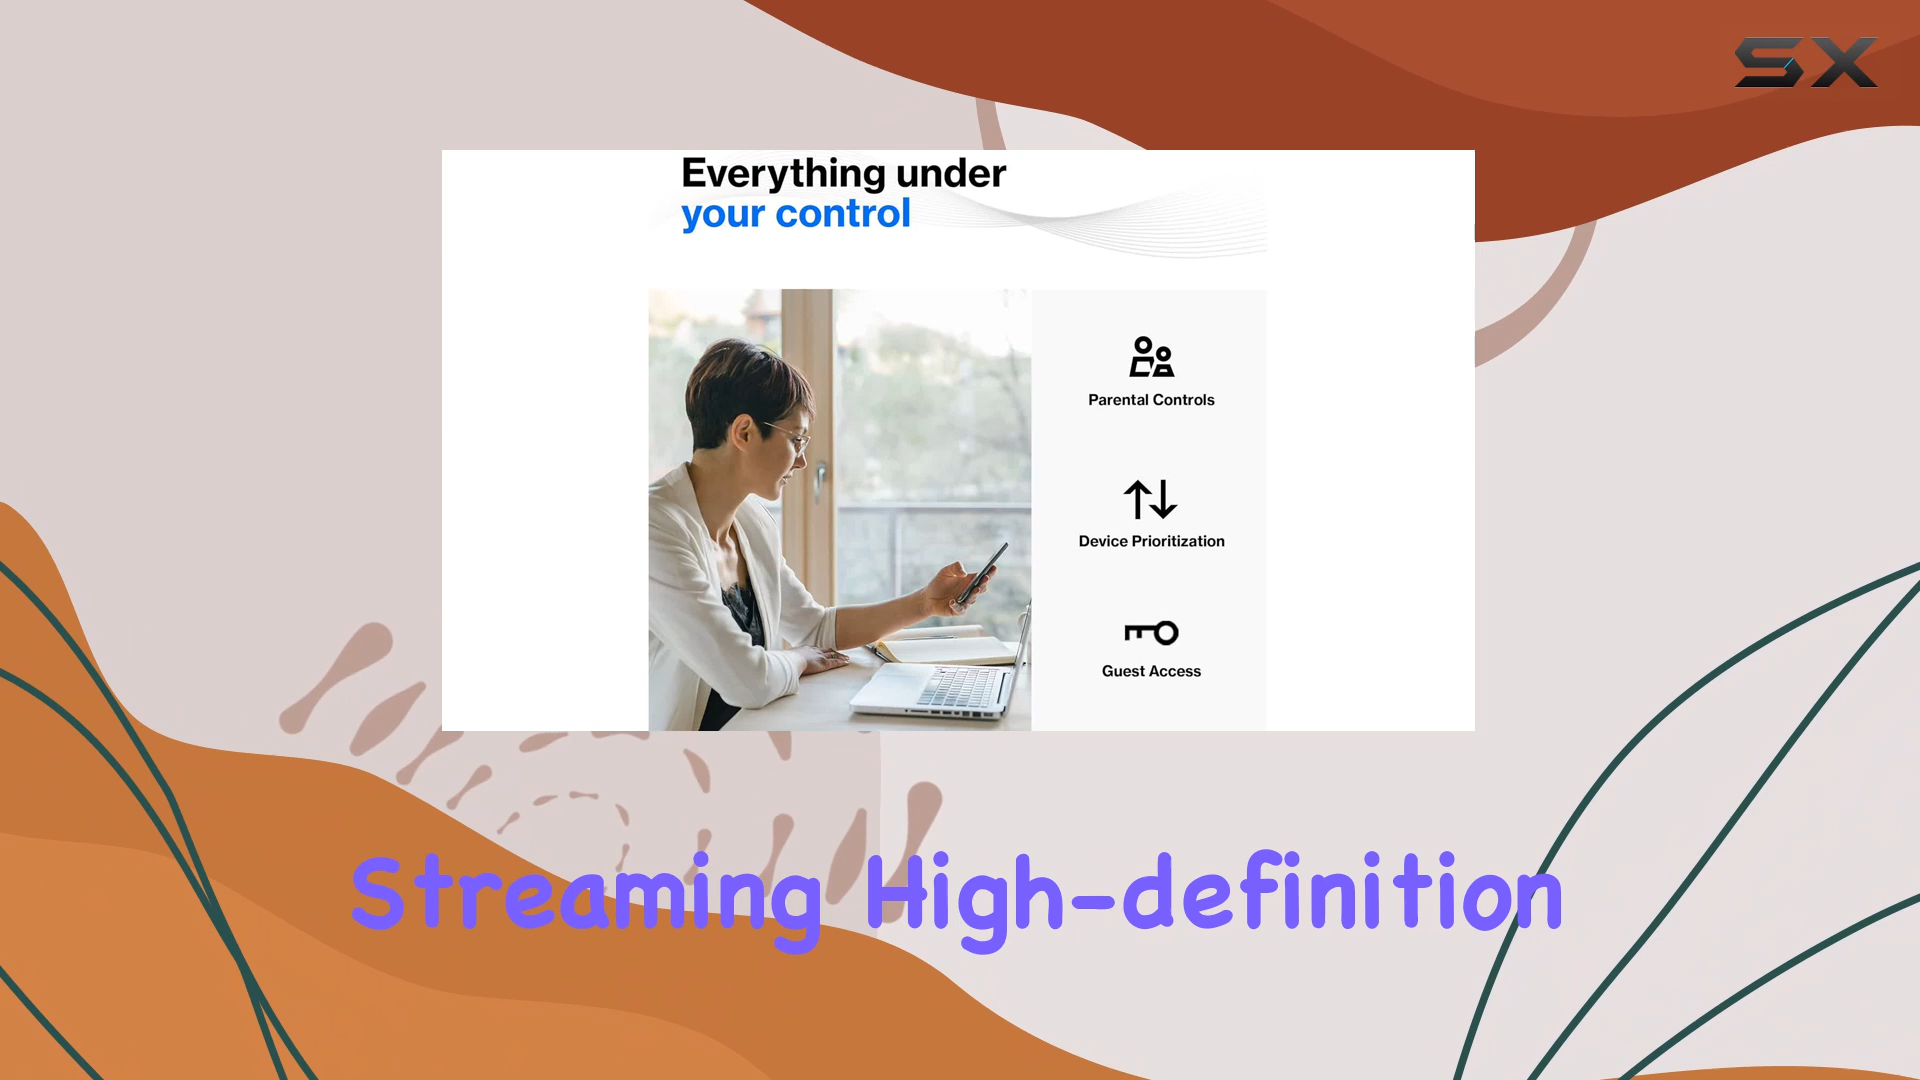 SX
Everything under
your control
Parental Controls
Device Prioritization
Guest Access
Streaming High-definition